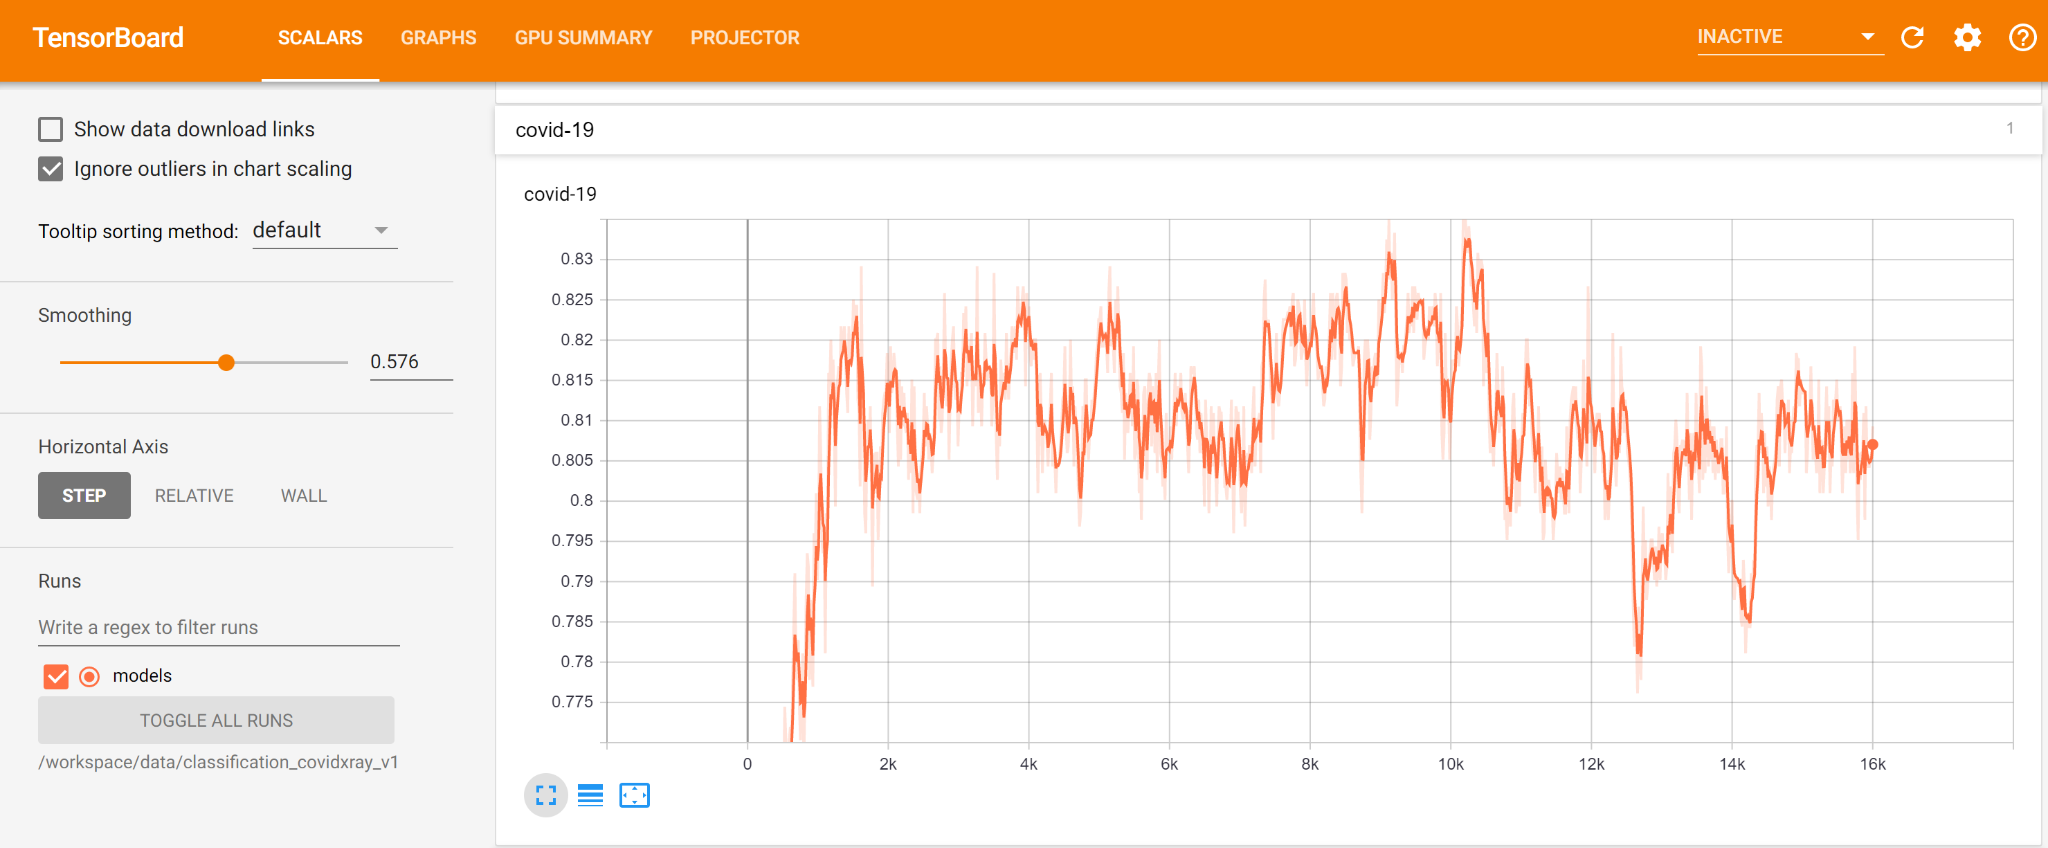 TensorBoard SCALARS GRAPHS GPU SUMMARY PROJECTOR INACTIVE
Show data download links
Ignore outliers in chart scaling
Tooltip sorting method: default
Smoothing
0.576
Horizontal Axis
STEP RELATIVE WALL
Runs
Write a regex to filter runs
models
TOGGLE ALL RUNS
/workspace/data/classification_covidxray_v1
covid-19 1
covid-19
0.83
0.825
0.82
0.815
0.81
0.805
0.8
0.795
0.79
0.785
0.78
0.775
0 2k 4k 6k 8k 10k 12k 14k 16k